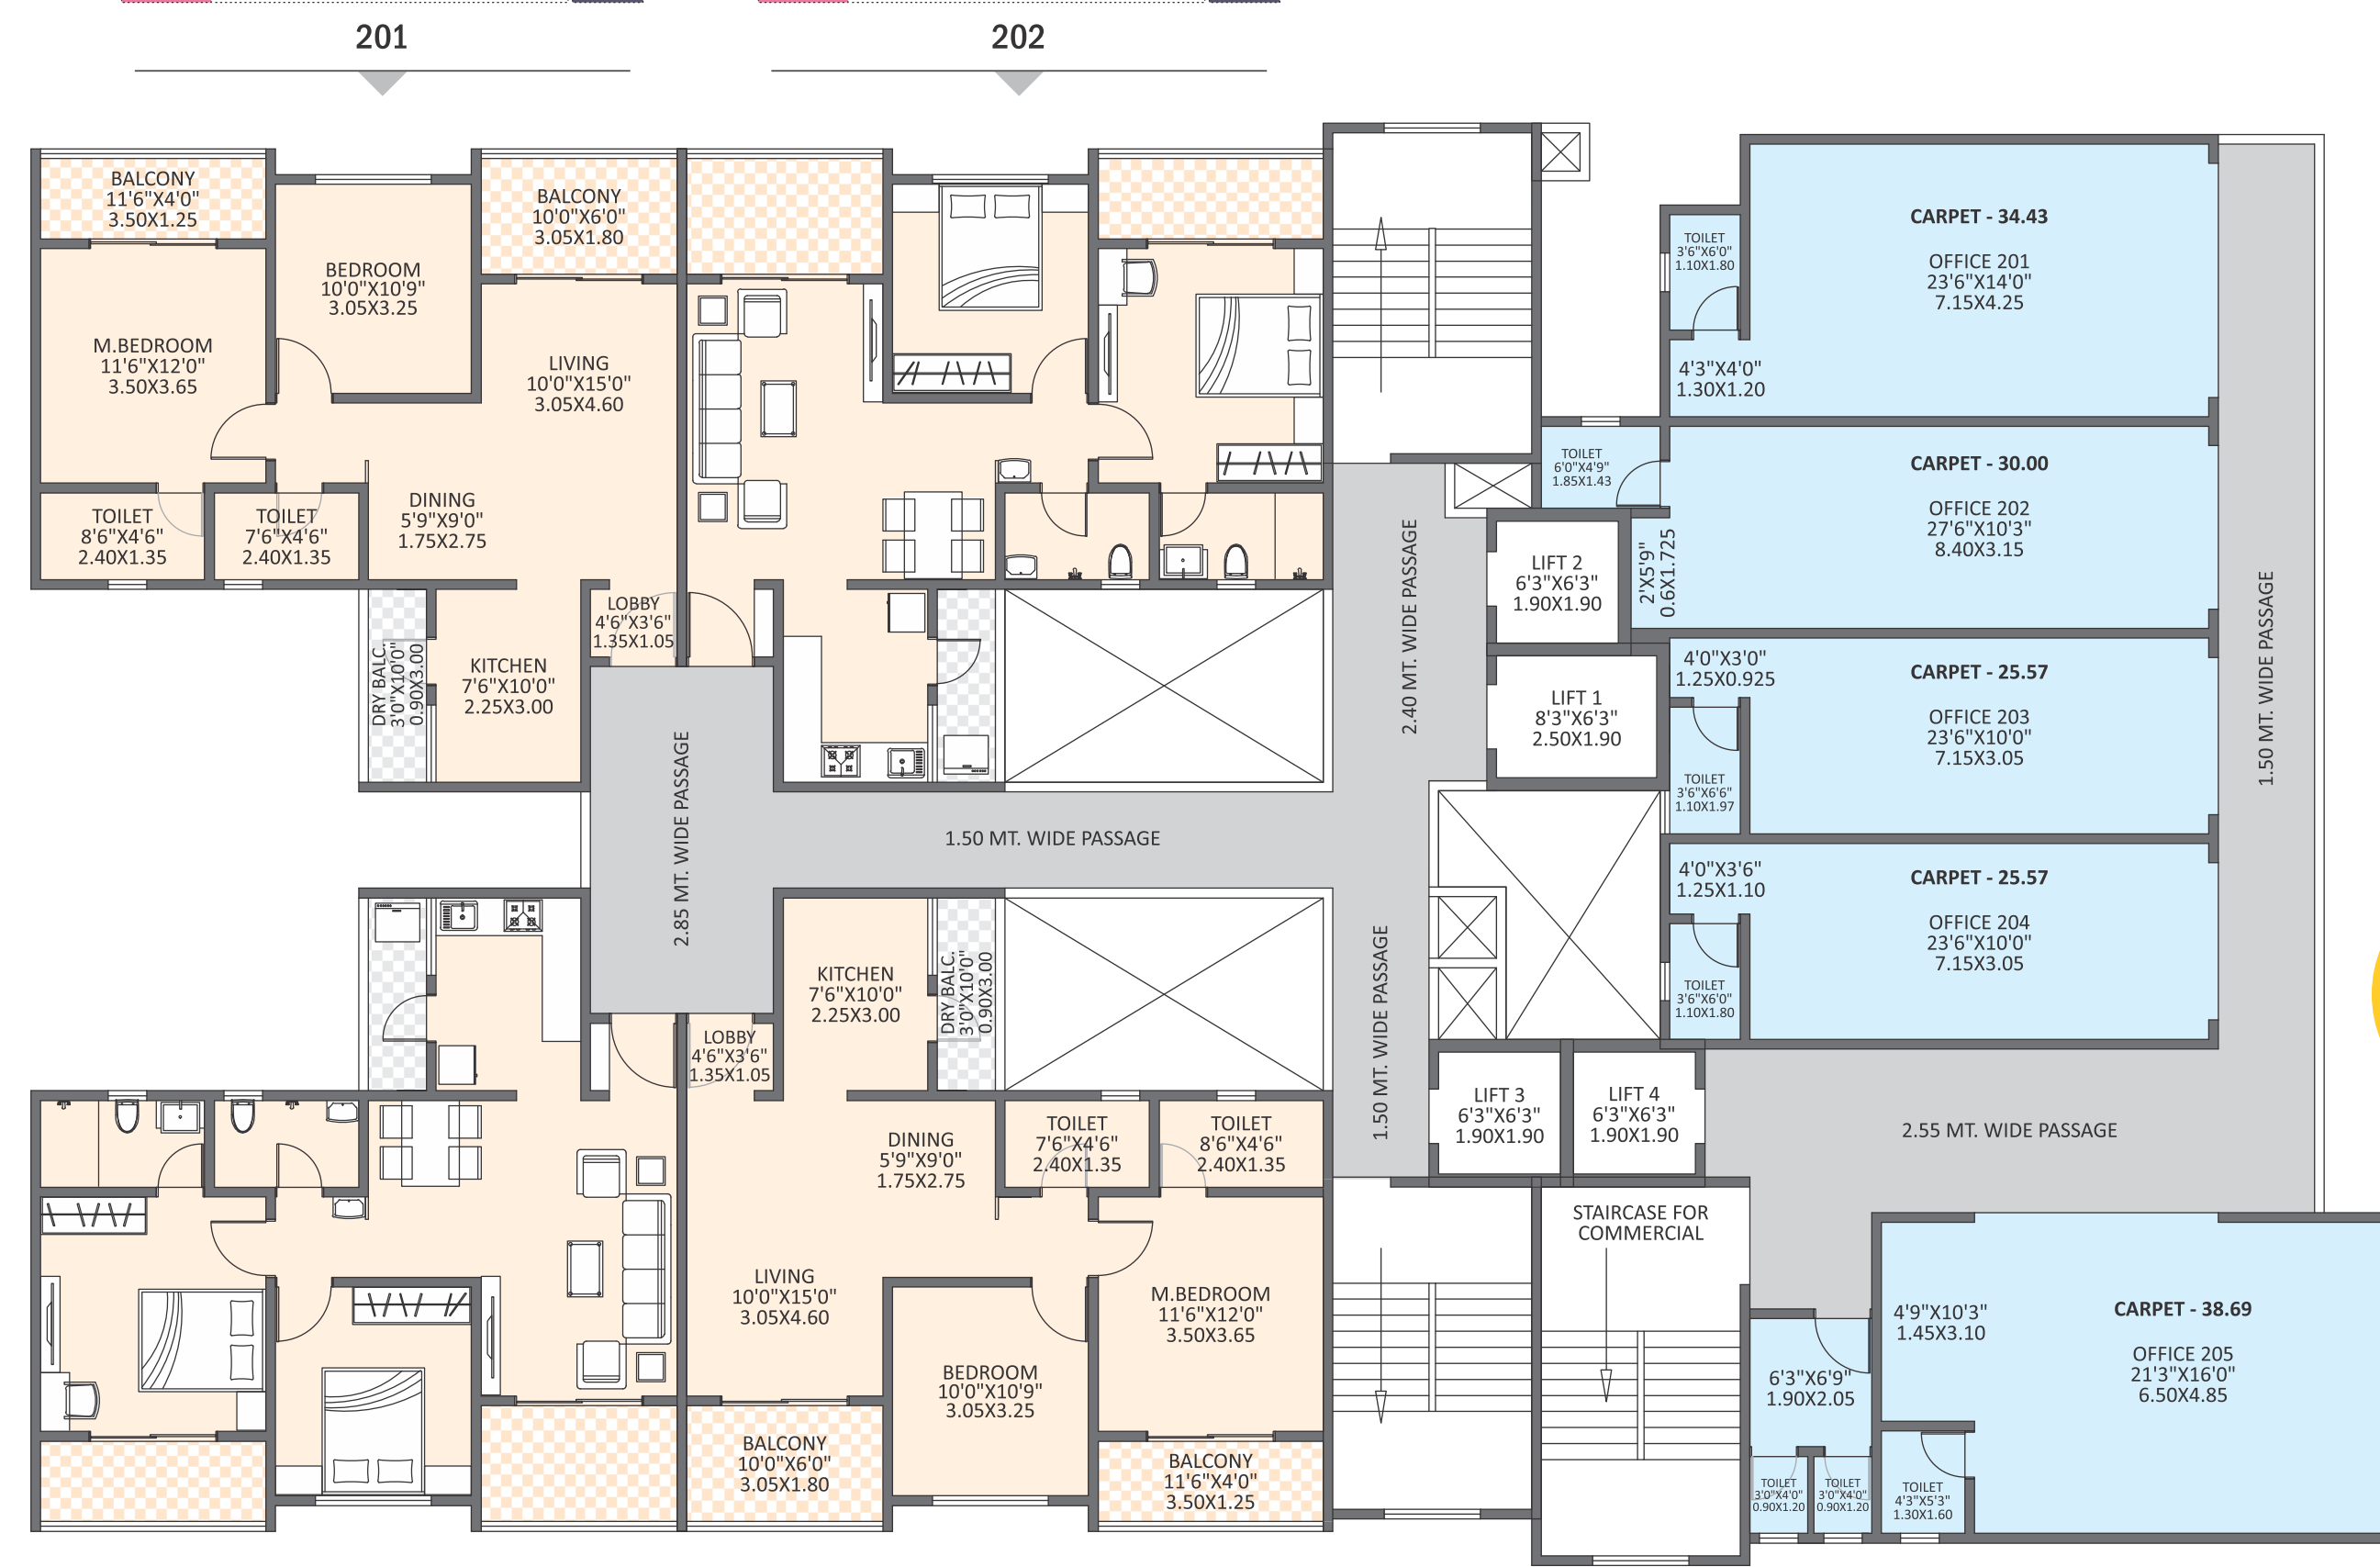 201
202
BALCONY
11'6"X4'0"
3.50X1.25
BEDROOM
10'0"X10'9"
3.05X3.25
BALCONY
10'0"X6'0"
3.05X1.80
M.BEDROOM
11'6"X12'0"
3.50X3.65
LIVING
10'0"X15'0"
3.05X4.60
TOILET
8'6"X4'6"
2.40X1.35
TOILET
7'6"X4'6"
2.40X1.35
DINING
5'9"X9'0"
1.75X2.75
LOBBY
4'6"X3'6"
1.35X1.05
DRY BALC.
3'0"X10'0"
0.90X3.00
KITCHEN
7'6"X10'0"
2.25X3.00
2.85 MT. WIDE PASSAGE
1.50 MT. WIDE PASSAGE
2.40 MT. WIDE PASSAGE
1.50 MT. WIDE PASSAGE
LIFT 2
6'3"X6'3"
1.90X1.90
LIFT 1
8'3"X6'3"
2.50X1.90
TOILET
3'6"X6'0"
1.10X1.80
4'3"X4'0"
1.30X1.20
CARPET - 34.43
OFFICE 201
23'6"X14'0"
7.15X4.25
TOILET
6'0"X4'9"
1.85X1.43
2'X5'9"
0.6X1.725
CARPET - 30.00
OFFICE 202
27'6"X10'3"
8.40X3.15
1.50 MT. WIDE PASSAGE
4'0"X3'0"
1.25X0.925
TOILET
3'6"X6'6"
1.10X1.97
CARPET - 25.57
OFFICE 203
23'6"X10'0"
7.15X3.05
4'0"X3'6"
1.25X1.10
TOILET
3'6"X6'0"
1.10X1.80
CARPET - 25.57
OFFICE 204
23'6"X10'0"
7.15X3.05
KITCHEN
7'6"X10'0"
2.25X3.00
DRY BALC.
3'0"X10'0"
0.90X3.00
LOBBY
4'6"X3'6"
1.35X1.05
DINING
5'9"X9'0"
1.75X2.75
TOILET
7'6"X4'6"
2.40X1.35
TOILET
8'6"X4'6"
2.40X1.35
LIVING
10'0"X15'0"
3.05X4.60
BEDROOM
10'0"X10'9"
3.05X3.25
M.BEDROOM
11'6"X12'0"
3.50X3.65
BALCONY
10'0"X6'0"
3.05X1.80
BALCONY
11'6"X4'0"
3.50X1.25
LIFT 3
6'3"X6'3"
1.90X1.90
LIFT 4
6'3"X6'3"
1.90X1.90
2.55 MT. WIDE PASSAGE
STAIRCASE FOR
COMMERCIAL
4'9"X10'3"
1.45X3.10
CARPET - 38.69
OFFICE 205
21'3"X16'0"
6.50X4.85
6'3"X6'9"
1.90X2.05
TOILET
3'0"X4'0"
0.90X1.20
TOILET
3'0"X4'0"
0.90X1.20
TOILET
4'3"X5'3"
1.30X1.60